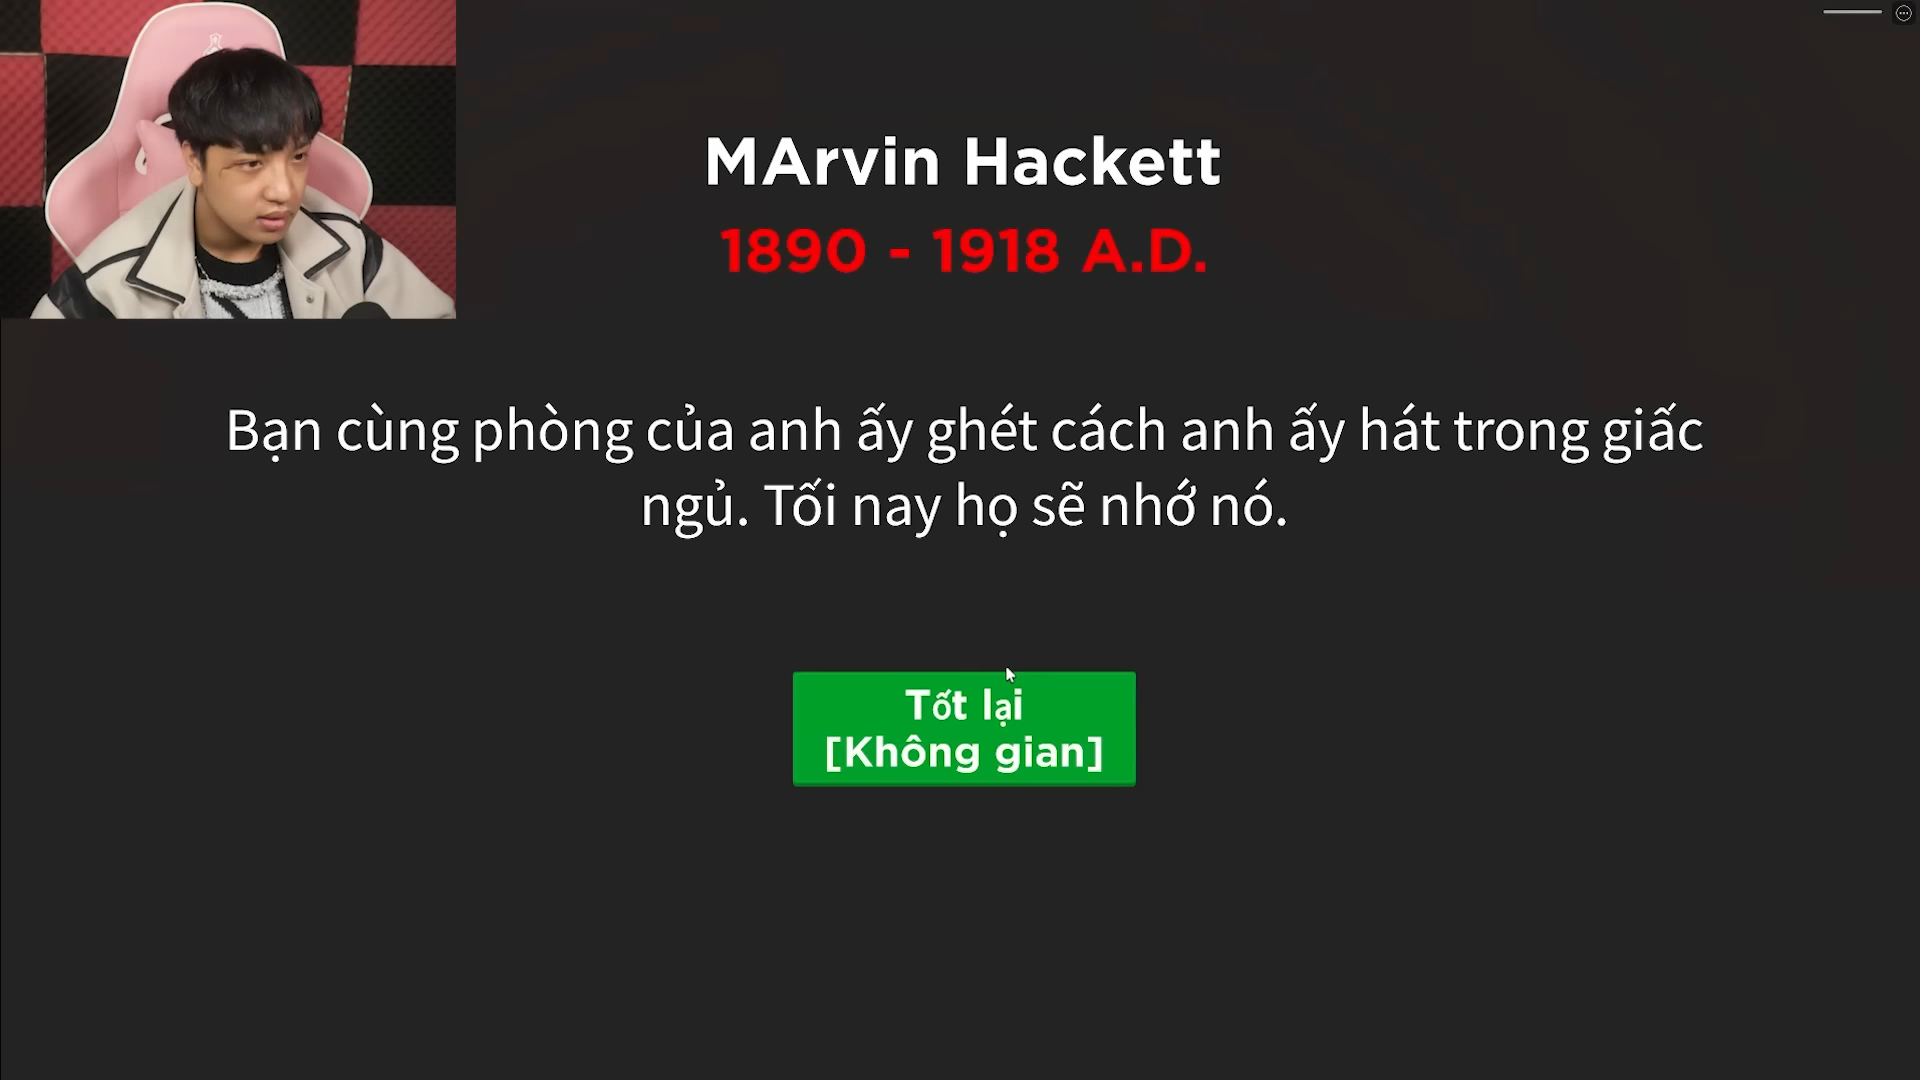 MArvin Hackett
1890 - 1918 A.D.
Bạn cùng phòng của anh ấy ghét cách anh ấy hát trong giấc
ngủ. Tối nay họ sẽ nhớ nó.
Tốt lại
[Không gian]